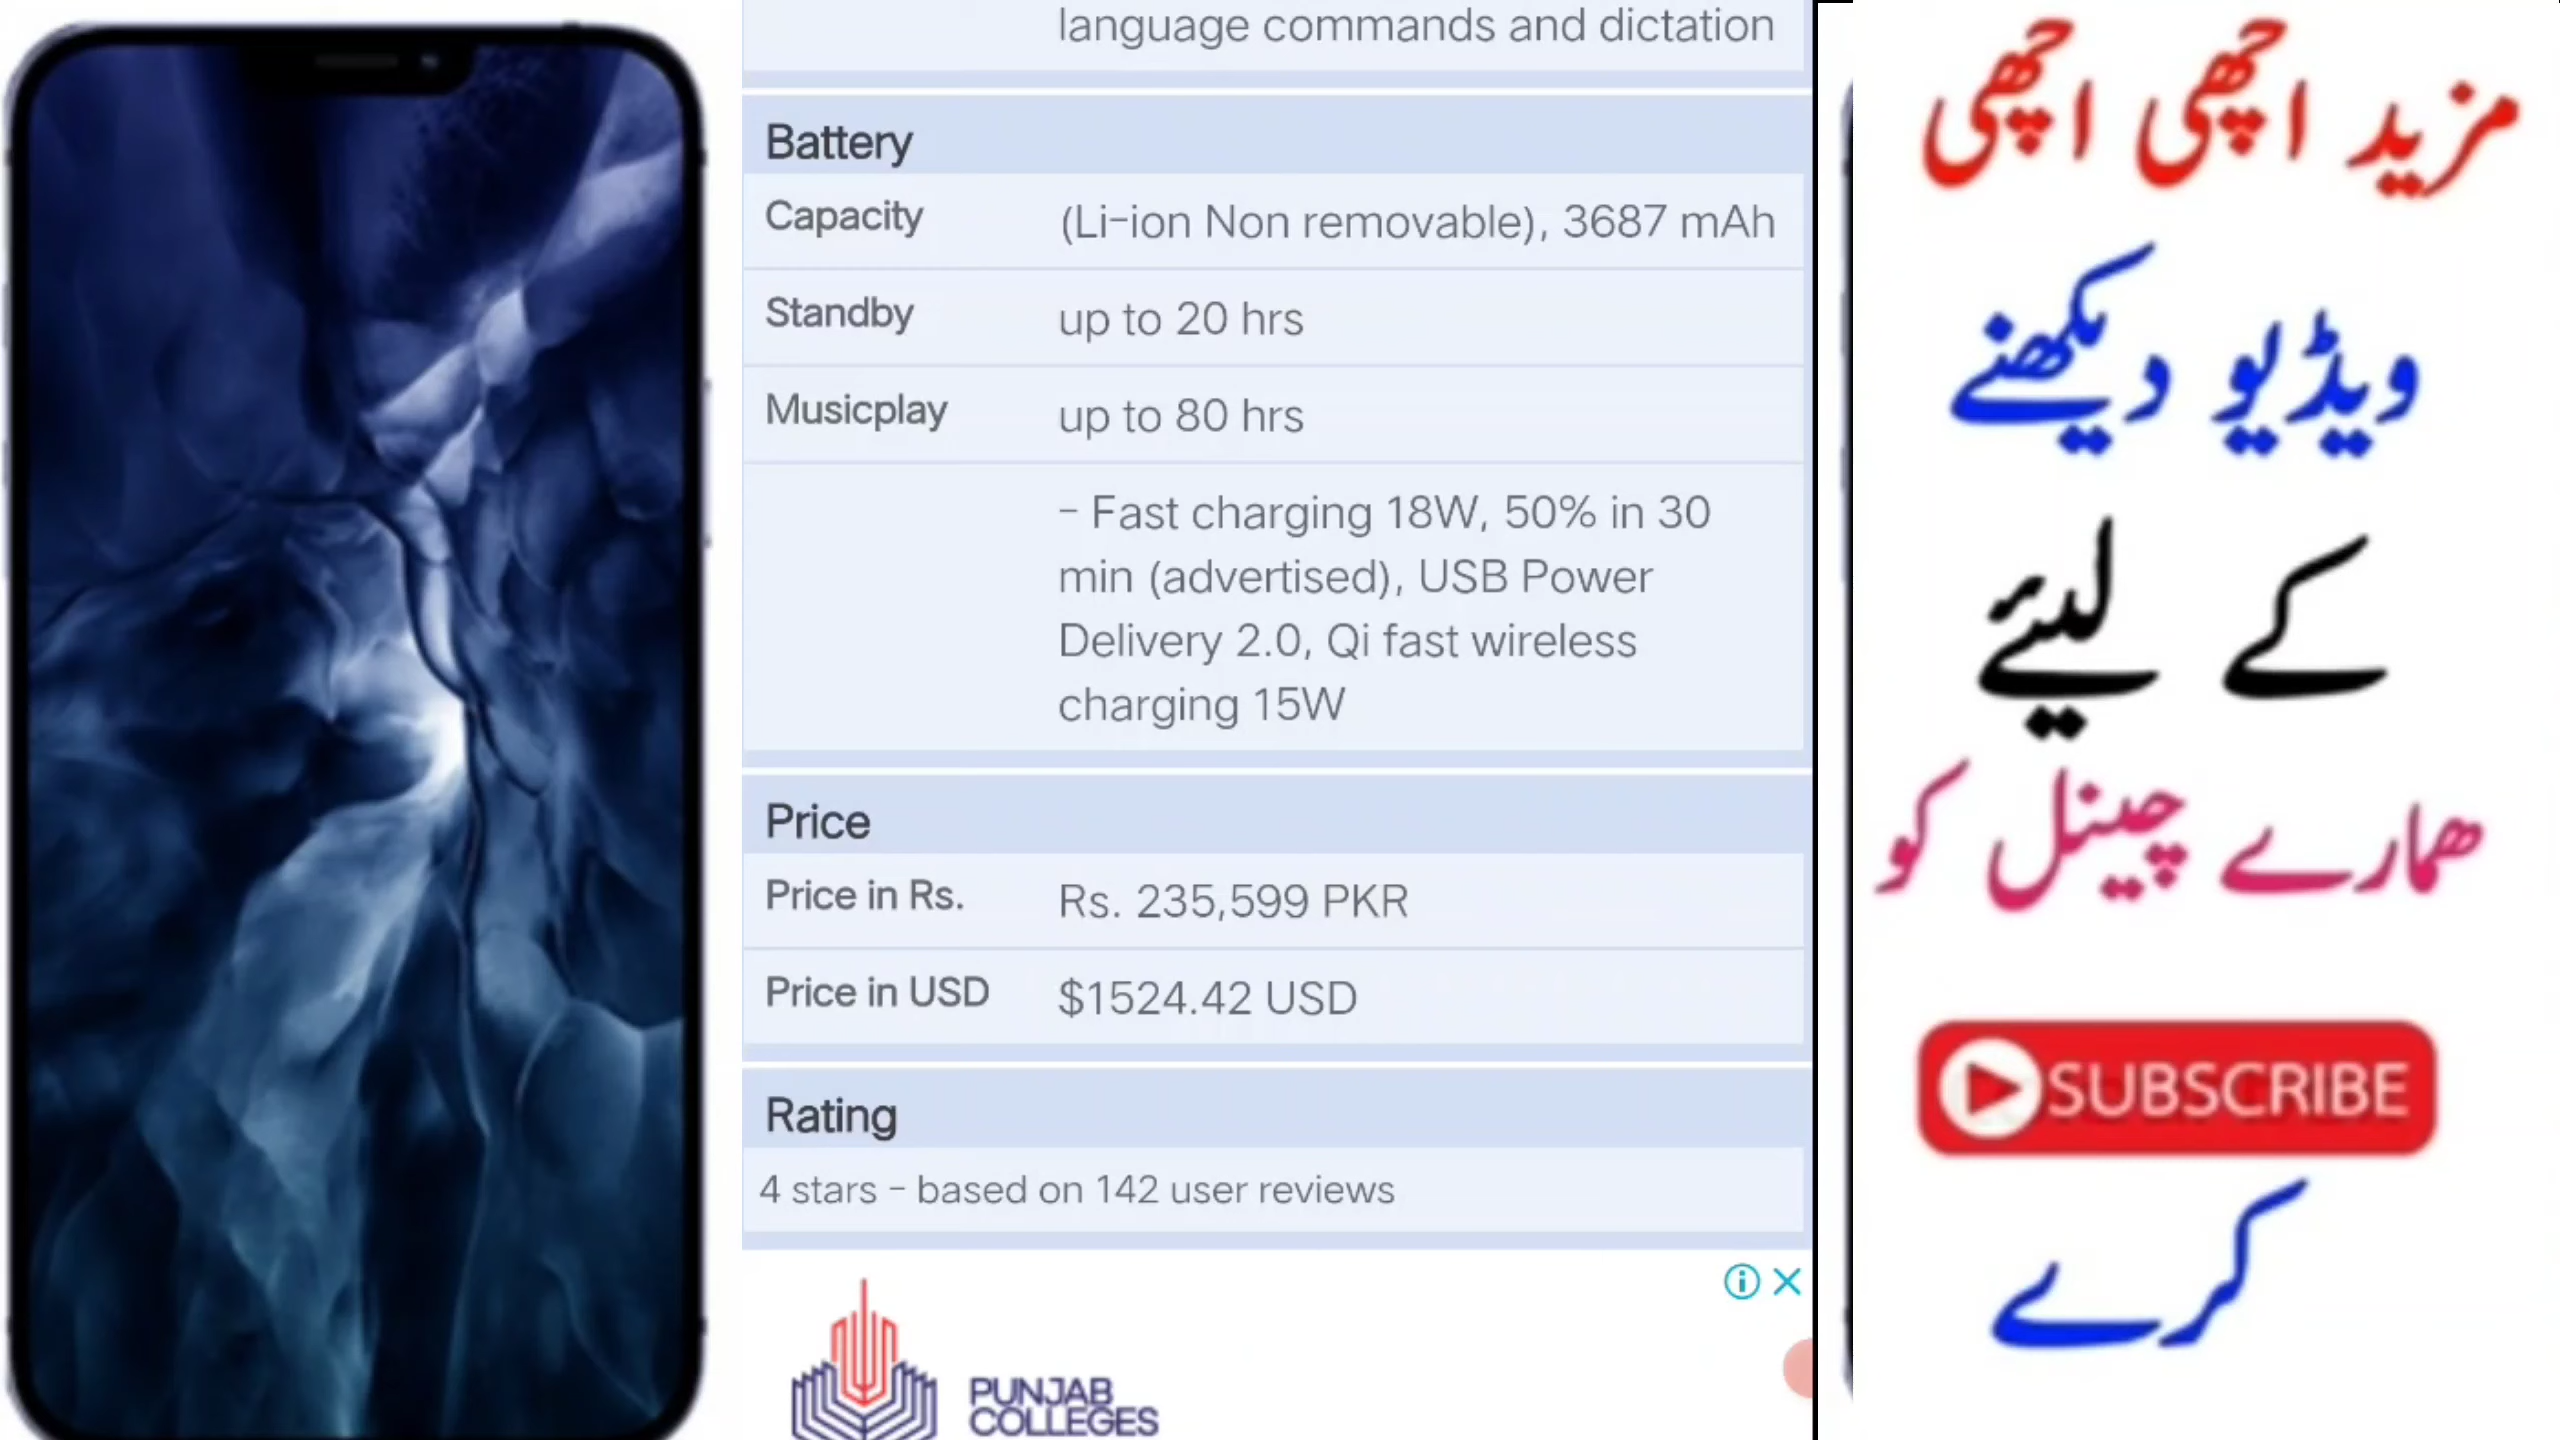 language commands and dictation
Battery
Capacity (Li-ion Non removable), 3687 mAh
Standby up to 20 hrs
Musicplay up to 80 hrs
- Fast charging 18W, 50% in 30
min (advertised), USB Power
Delivery 2.0, Qi fast wireless
charging 15W
Price
Price in Rs. Rs. 235,599 PKR
Price in USD $1524.42 USD
Rating
4 stars - based on 142 user reviews
PUNJAB
COLLEGES
مزید اچھی اچھی
ویڈیو دیکھنے
کے لیئے
ھمارے چینل کو
SUBSCRIBE
کرے